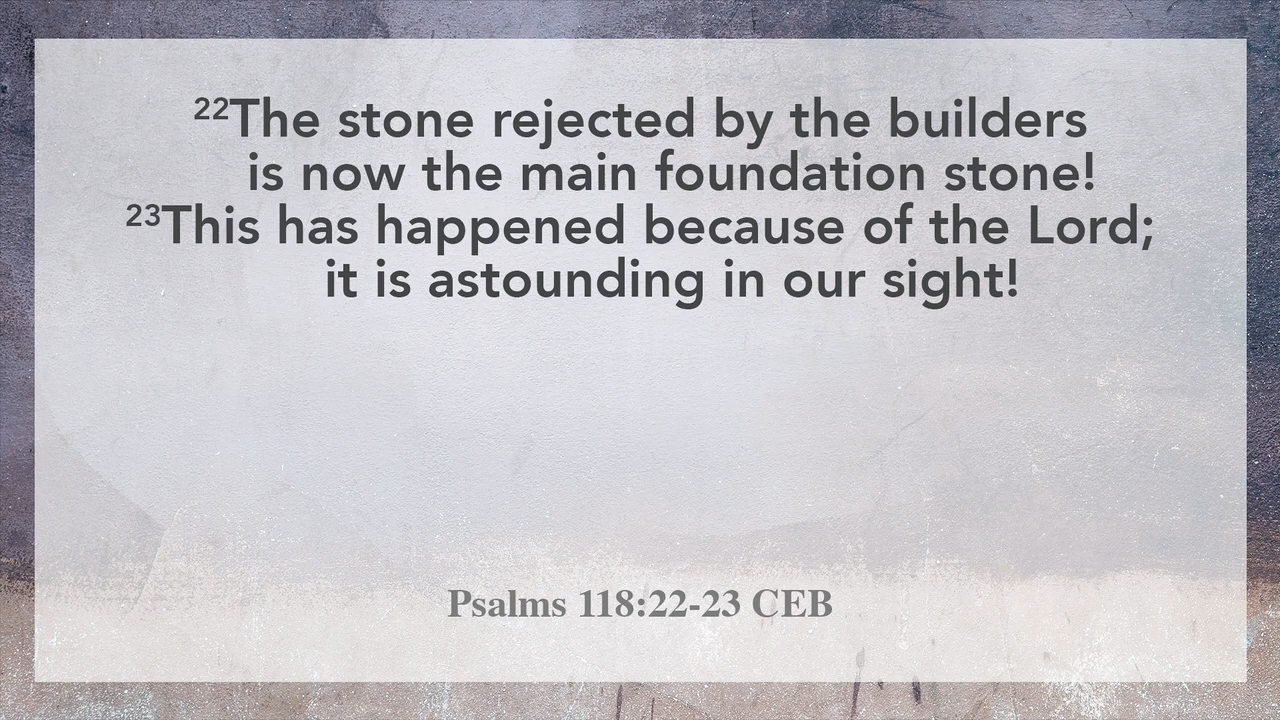 22The stone rejected by the builders
is now the main foundation stone!
23This has happened because of the Lord;
it is astounding in our sight!
Psalms 118:22-23 CEB